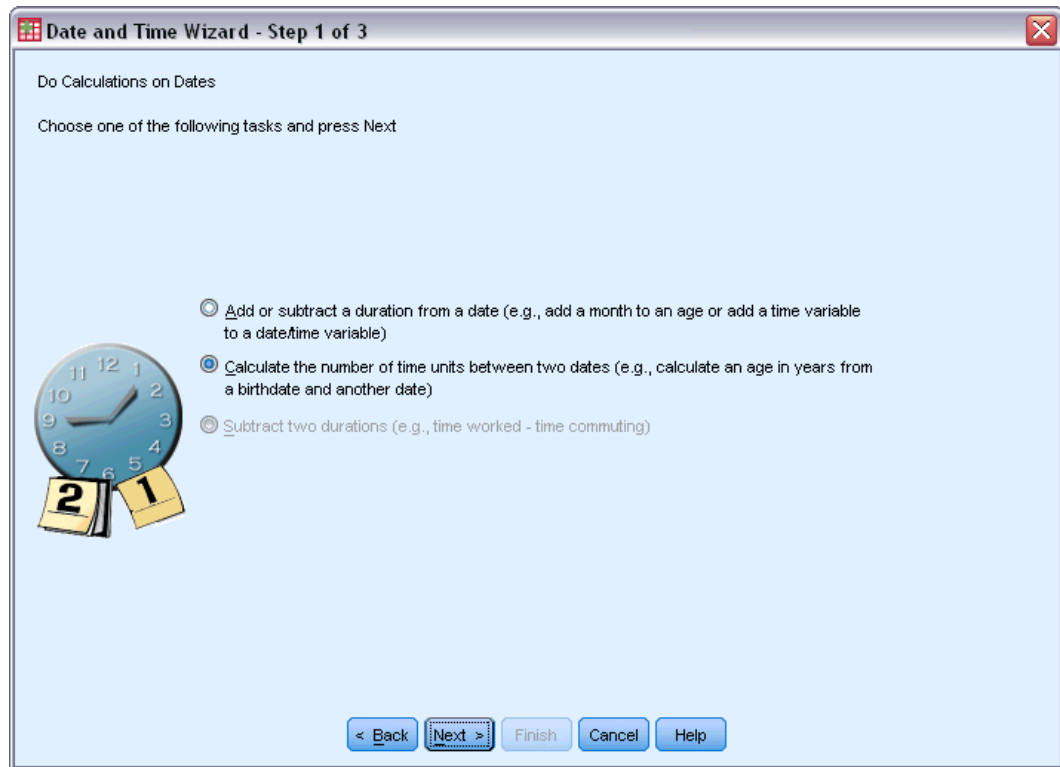 Date and Time Wizard - Step 1 of 3
Do Calculations on Dates
Choose one of the following tasks and press Next
Add or subtract a duration from a date (e.g., add a month to an age or add a time variable
to a date/time variable)
Calculate the number of time units between two dates (e.g., calculate an age in years from
a birthdate and another date)
Subtract two durations (e.g., time worked - time commuting)
11 12 1
10 2
9 3
8 4
7 6 5
2 1
< Back Next > Finish Cancel Help